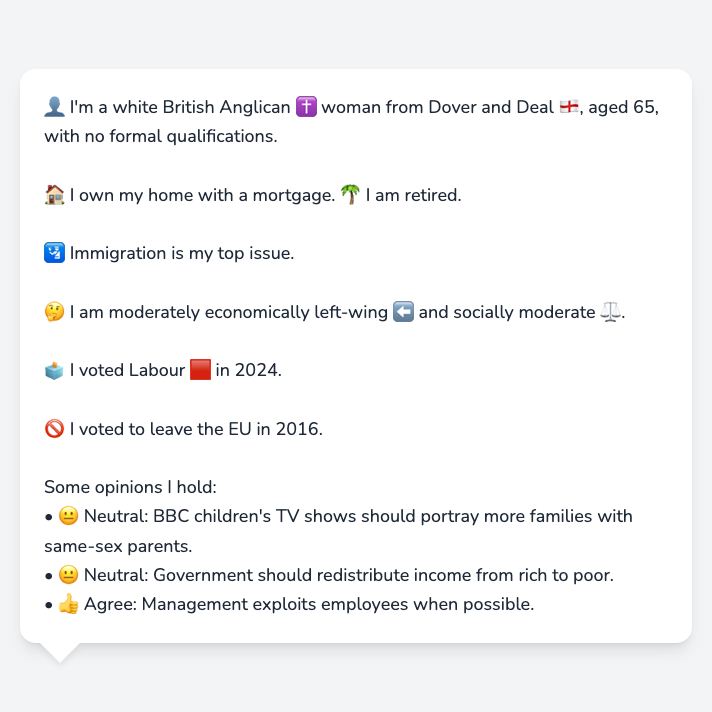 👤 I'm a white British Anglican ✝️ woman from Dover and Deal 🏴󠁧󠁢󠁥󠁮󠁧󠁿, aged 65,
with no formal qualifications.
🏠 I own my home with a mortgage. 🌴 I am retired.
🛂 Immigration is my top issue.
🤔 I am moderately economically left-wing ⬅️ and socially moderate ⚖️.
🗳️ I voted Labour 🟥 in 2024.
🚫 I voted to leave the EU in 2016.
Some opinions I hold:
• 😐 Neutral: BBC children's TV shows should portray more families with
same-sex parents.
• 😐 Neutral: Government should redistribute income from rich to poor.
• 👍 Agree: Management exploits employees when possible.